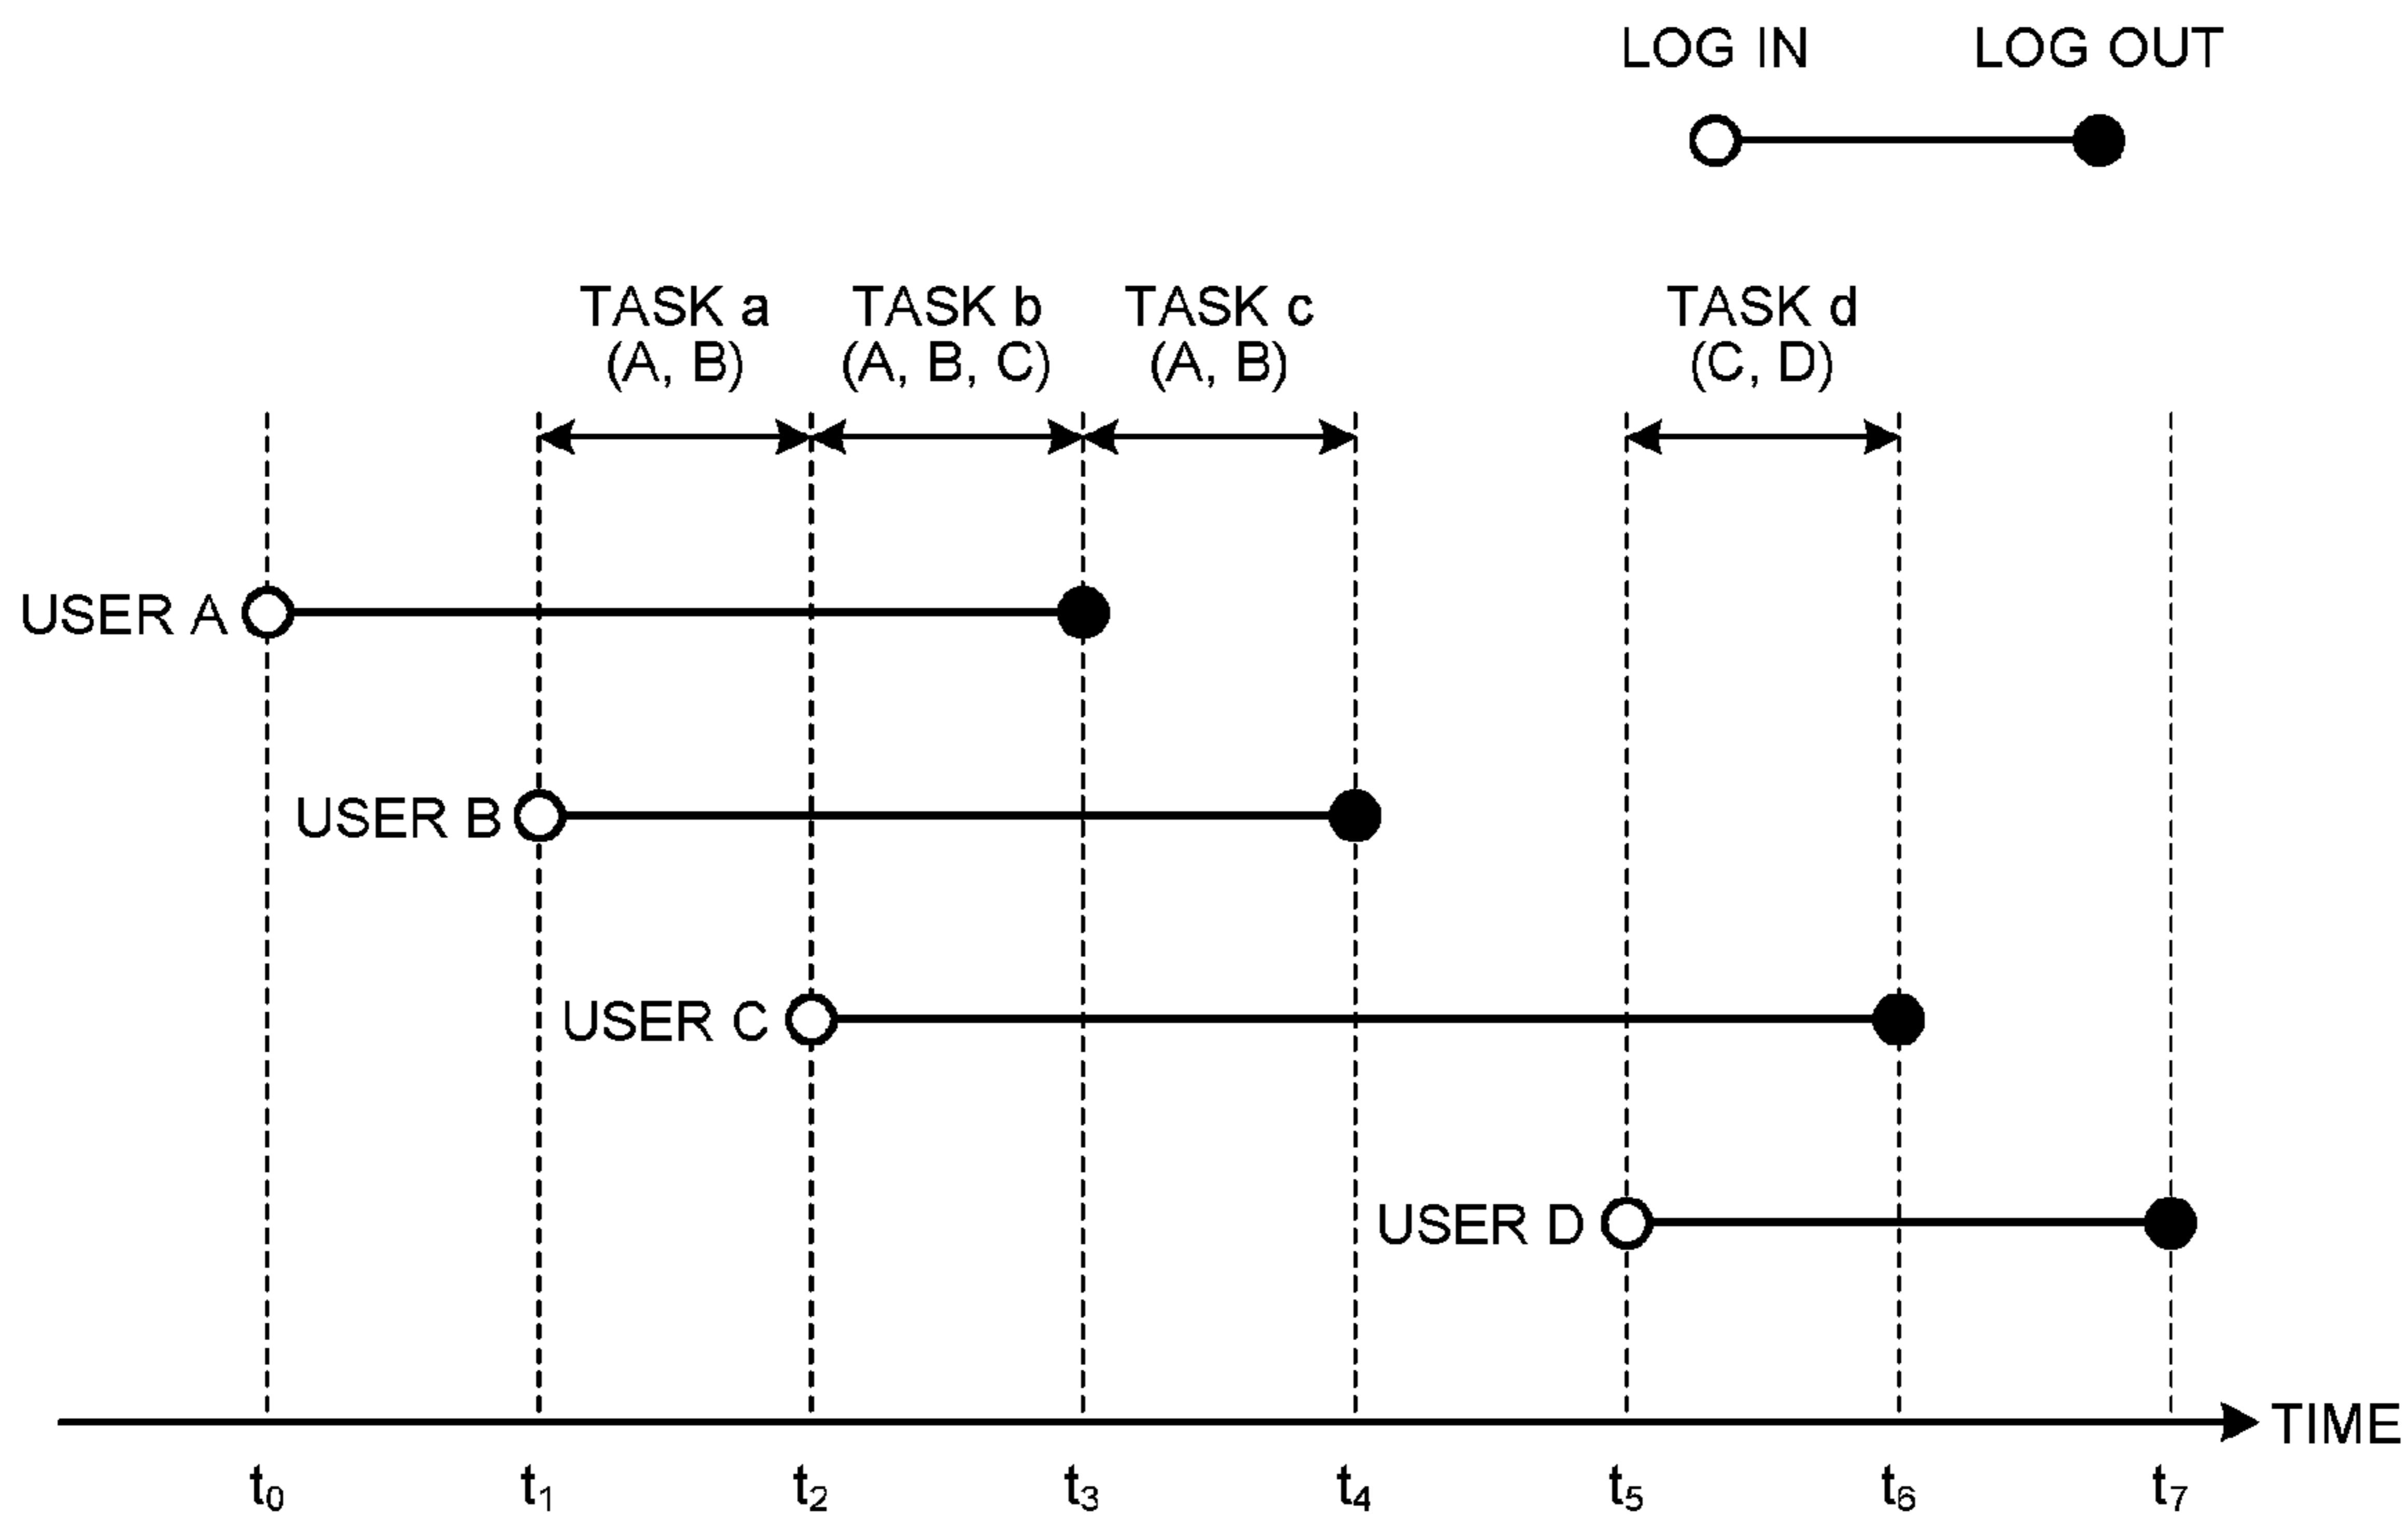 LOG IN LOG OUT
TASK a TASK b TASK c TASK d
(A, B) (A, B, C) (A, B) (C, D)
USER A
USER B
USER C
USER D
TIME
t0 t1 t2 t3 t4 t5 t6 t7